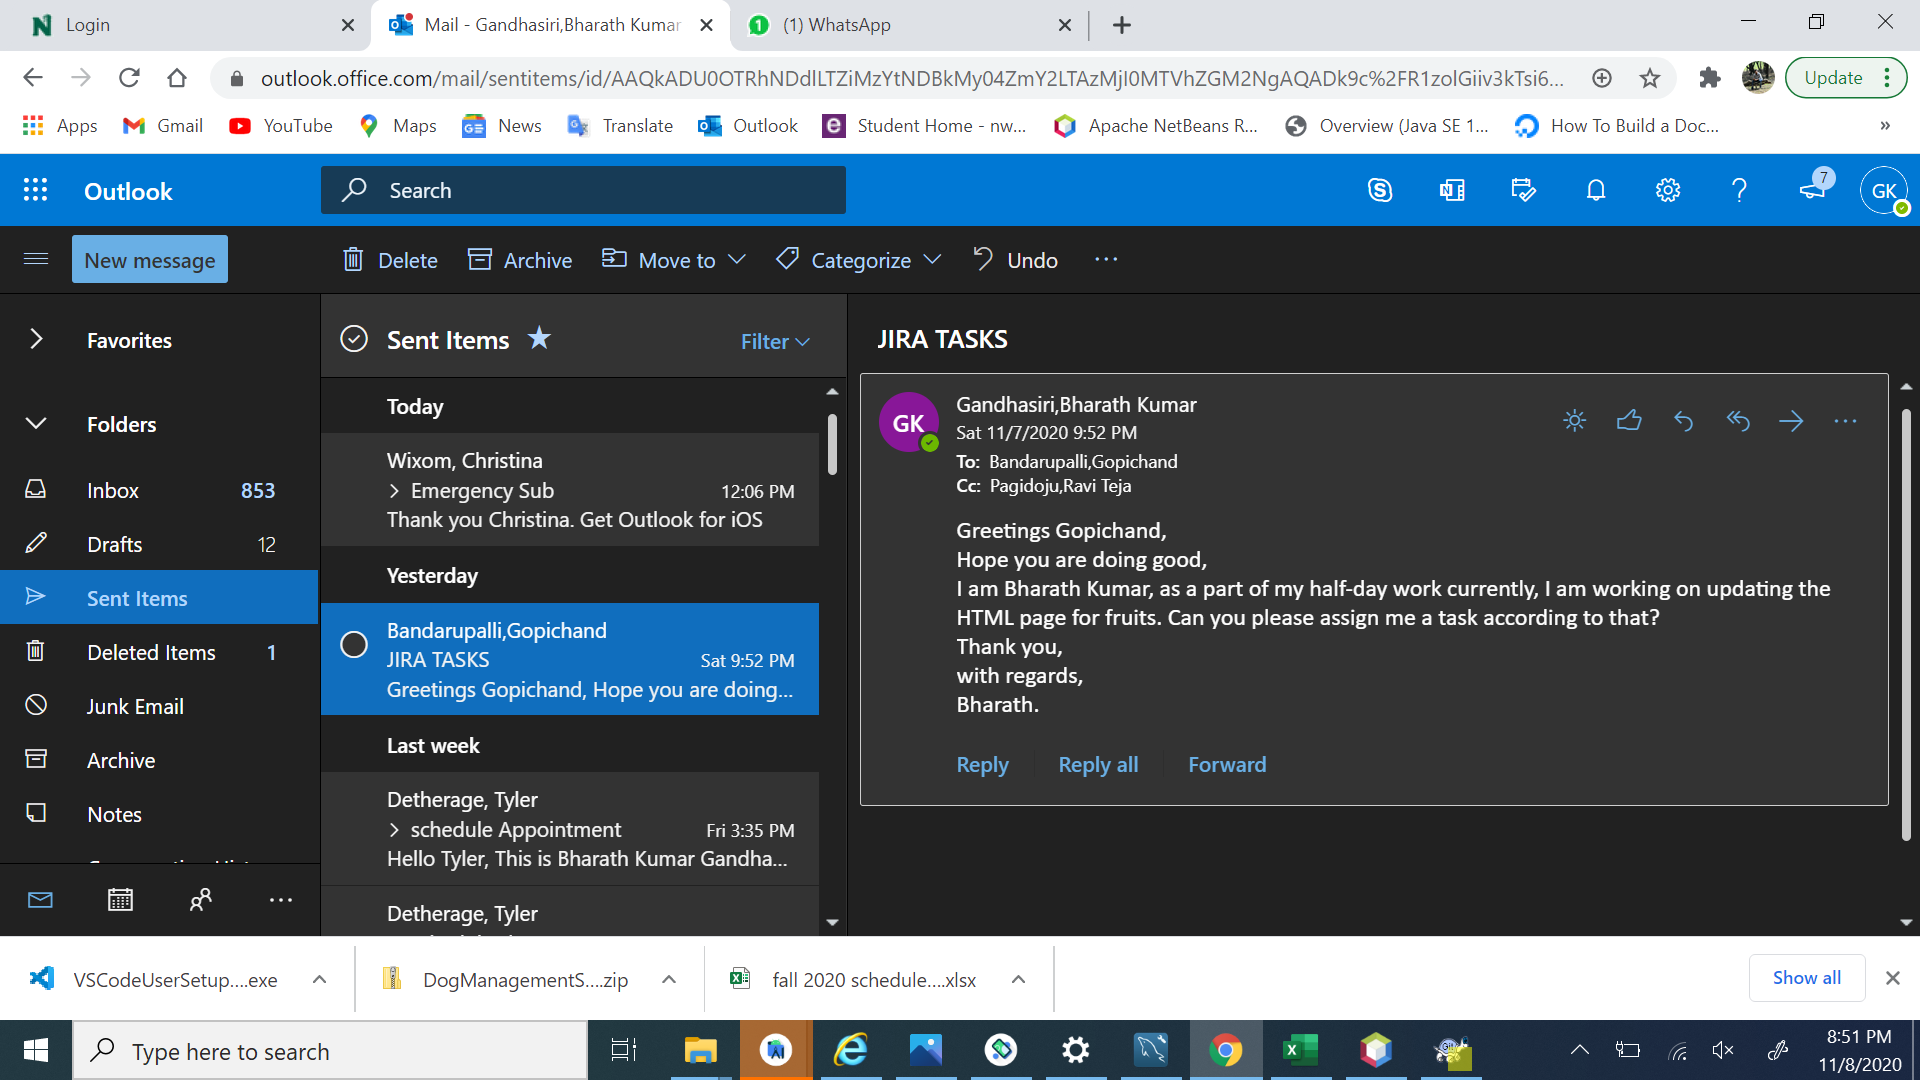 Login
Mail - Gandhasiri,Bharath Kumar
1
(1) WhatsApp
outlook.office.com/mail/sentitems/id/AAQkADU0OTRhNDdlLTZiMzYtNDBkMy04ZmY2LTAzMjI0MTVhZGM2NgAQADk9c%2FR1zolGiiv3kTsi6...
Update
Apps
Gmail
YouTube
Maps
News
Translate
Outlook
Student Home - nw...
Apache NetBeans R...
Overview (Java SE 1...
How To Build a Doc...
»
Outlook
Search
7
GK
New message
Delete
Archive
Move to
Categorize
Undo
Favorites
Folders
Inbox 853
Drafts 12
Sent Items
Deleted Items 1
Junk Email
Archive
Notes
Sent Items
Filter
Today
Wixom, Christina
Emergency Sub 12:06 PM
Thank you Christina. Get Outlook for iOS
Yesterday
Bandarupalli,Gopichand
JIRA TASKS Sat 9:52 PM
Greetings Gopichand, Hope you are doing...
Last week
Detherage, Tyler
schedule Appointment Fri 3:35 PM
Hello Tyler, This is Bharath Kumar Gandha...
Detherage, Tyler
JIRA TASKS
GK
Gandhasiri,Bharath Kumar
Sat 11/7/2020 9:52 PM
To: Bandarupalli,Gopichand
Cc: Pagidoju,Ravi Teja
Greetings Gopichand,
Hope you are doing good,
I am Bharath Kumar, as a part of my half-day work currently, I am working on updating the
HTML page for fruits. Can you please assign me a task according to that?
Thank you,
with regards,
Bharath.
Reply
Reply all
Forward
VSCodeUserSetup....exe
DogManagementS....zip
fall 2020 schedule....xlsx
Show all
Type here to search
8:51 PM
11/8/2020